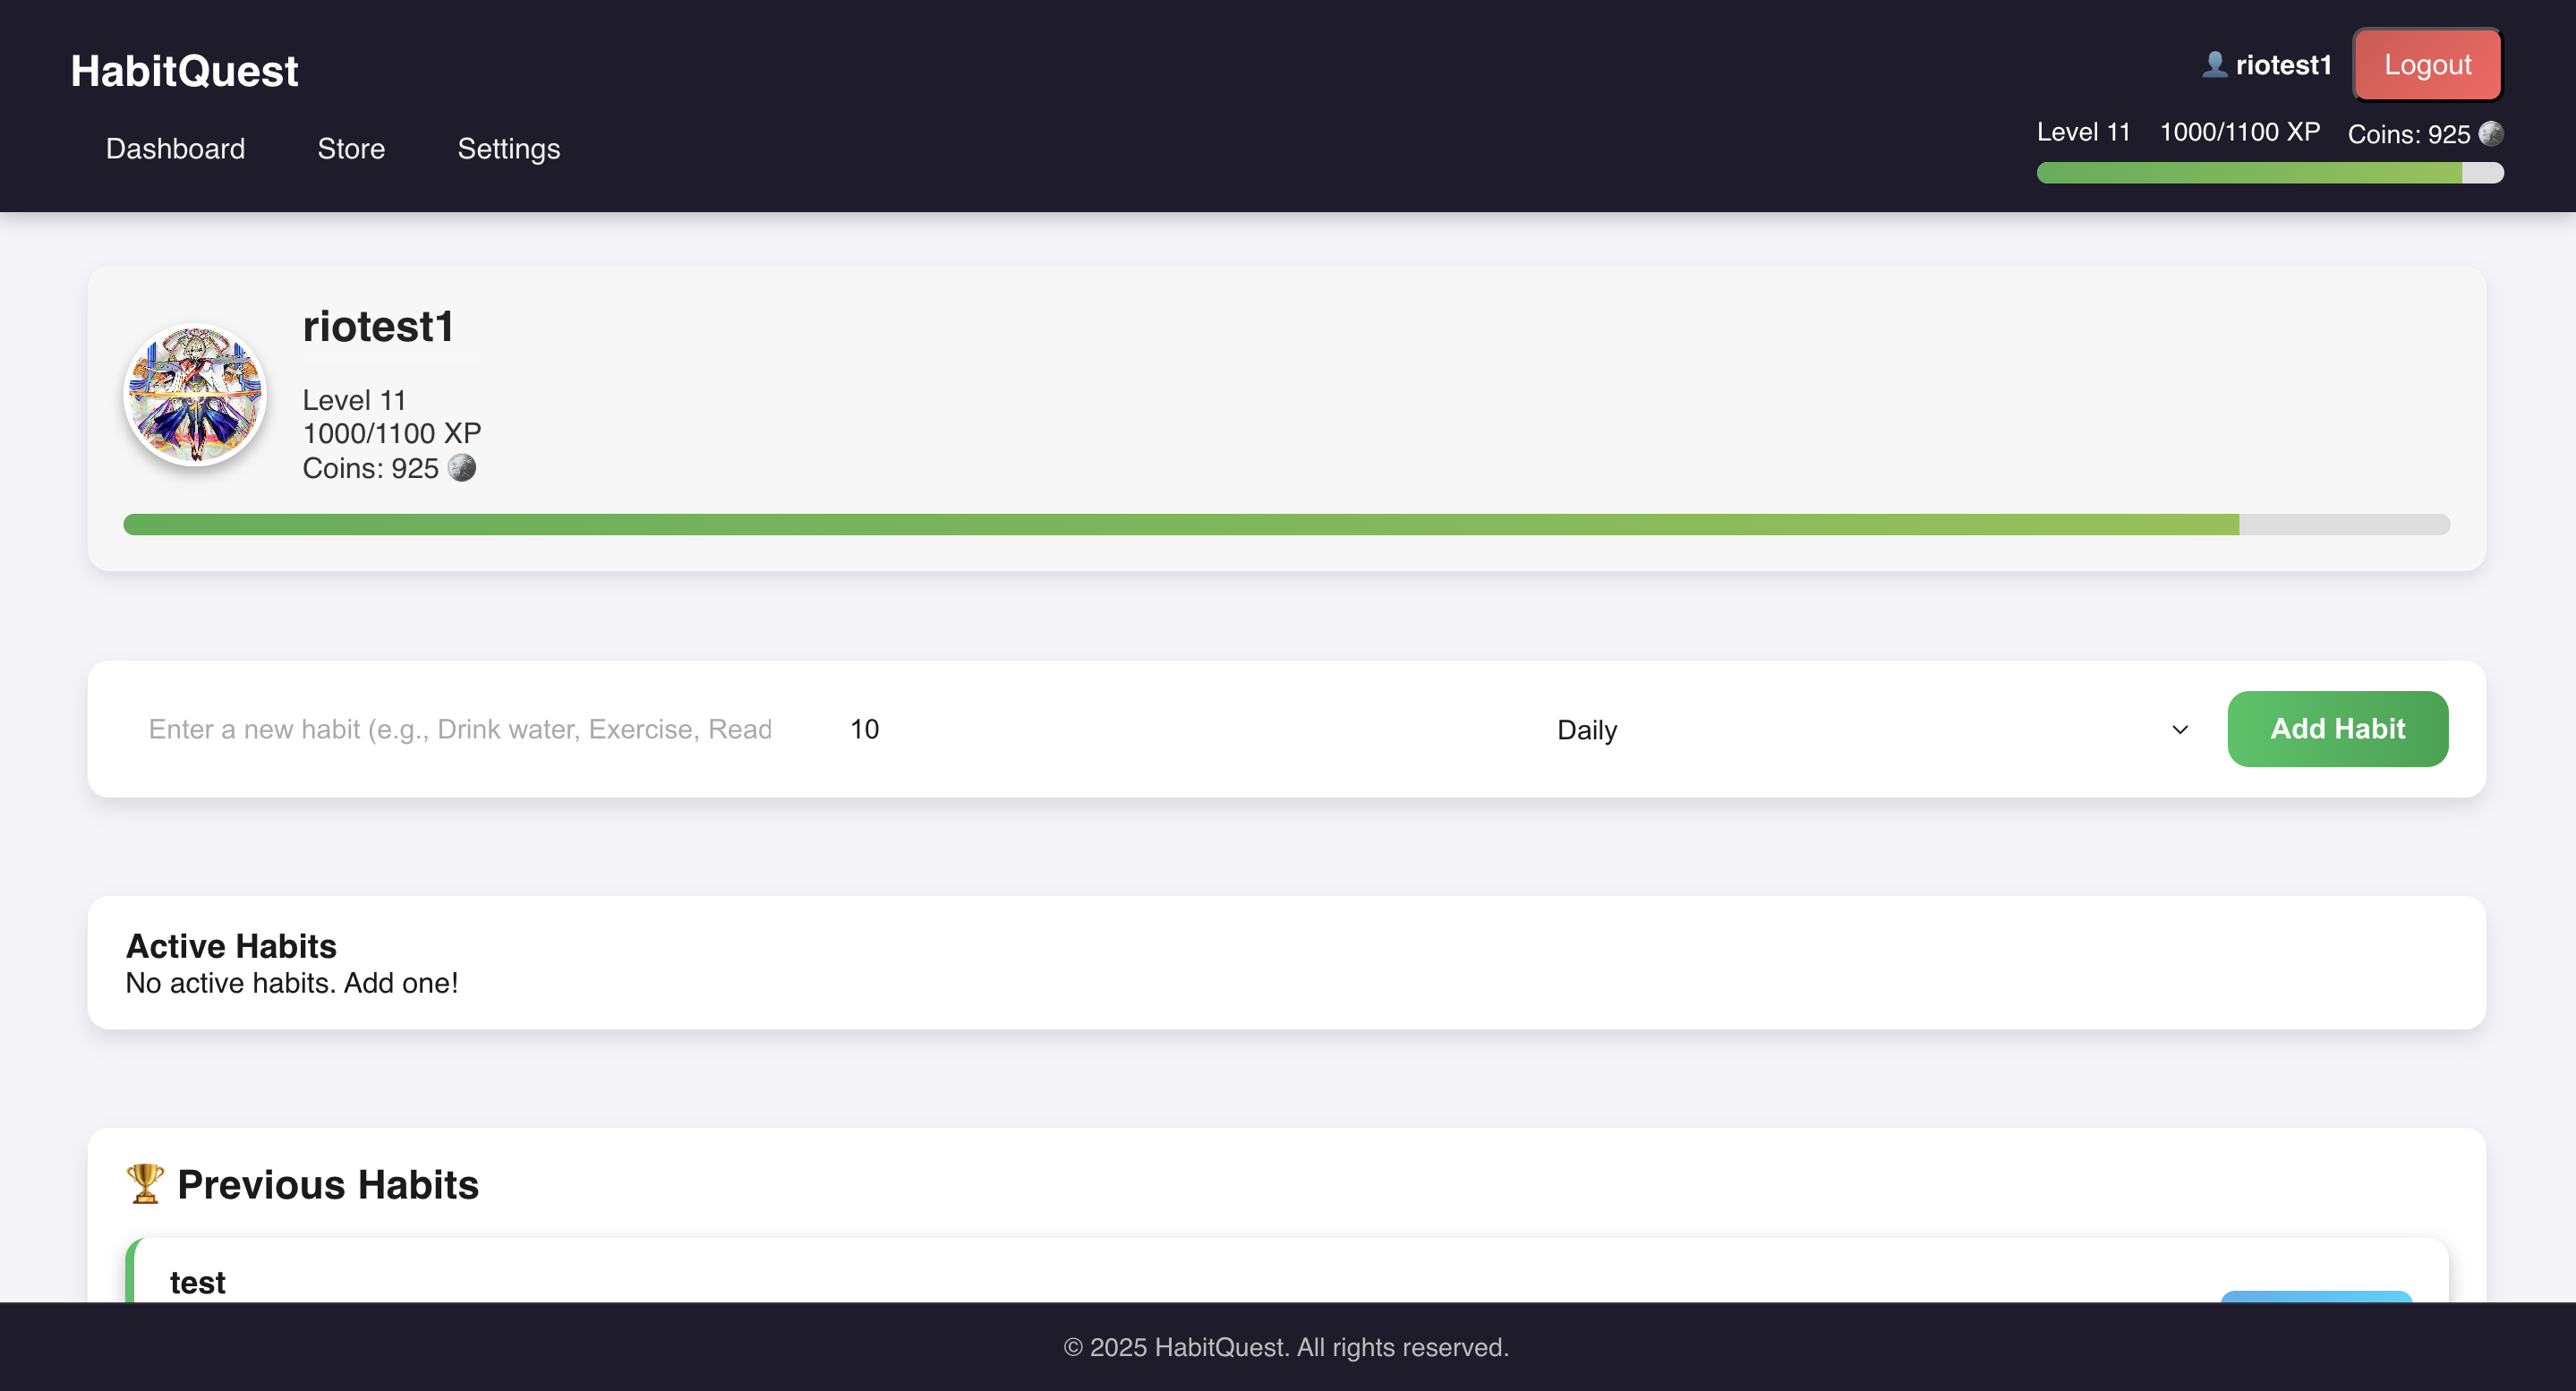 HabitQuest
riotest1
Logout
Dashboard
Store
Settings
Level 11
1000/1100 XP
Coins: 925
riotest1
Level 11
1000/1100 XP
Coins: 925
Enter a new habit (e.g., Drink water, Exercise, Read
10
Daily
Add Habit
Active Habits
No active habits. Add one!
Previous Habits
test
© 2025 HabitQuest. All rights reserved.